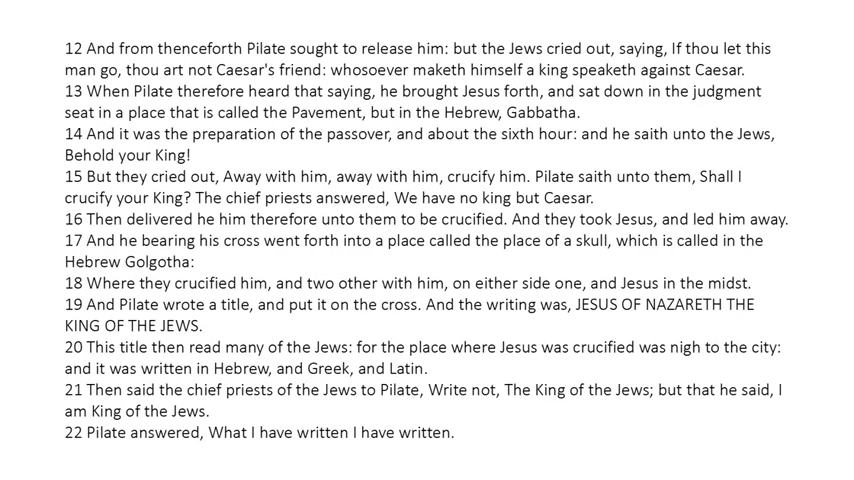 12 And from thenceforth Pilate sought to release him: but the Jews cried out, saying, If thou let this
man go, thou art not Caesar's friend: whosoever maketh himself a king speaketh against Caesar.
13 When Pilate therefore heard that saying, he brought Jesus forth, and sat down in the judgment
seat in a place that is called the Pavement, but in the Hebrew, Gabbatha.
14 And it was the preparation of the passover, and about the sixth hour: and he saith unto the Jews,
Behold your King!
15 But they cried out, Away with him, away with him, crucify him. Pilate saith unto them, Shall I
crucify your King? The chief priests answered, We have no king but Caesar.
16 Then delivered he him therefore unto them to be crucified. And they took Jesus, and led him away.
17 And he bearing his cross went forth into a place called the place of a skull, which is called in the
Hebrew Golgotha:
18 Where they crucified him, and two other with him, on either side one, and Jesus in the midst.
19 And Pilate wrote a title, and put it on the cross. And the writing was, JESUS OF NAZARETH THE
KING OF THE JEWS.
20 This title then read many of the Jews: for the place where Jesus was crucified was nigh to the city:
and it was written in Hebrew, and Greek, and Latin.
21 Then said the chief priests of the Jews to Pilate, Write not, The King of the Jews; but that he said, I
am King of the Jews.
22 Pilate answered, What I have written I have written.